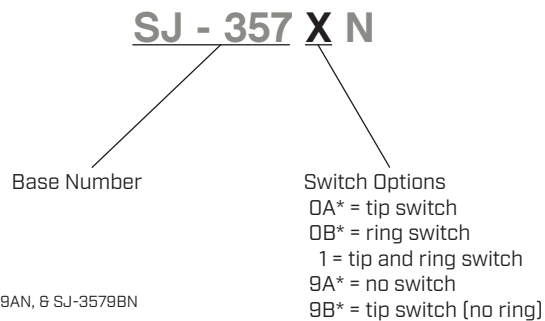 SJ - 357 X N
Base Number
Switch Options
0A* = tip switch
0B* = ring switch
1 = tip and ring switch
9A* = no switch
9B* = tip switch (no ring)
9AN, & SJ-3579BN